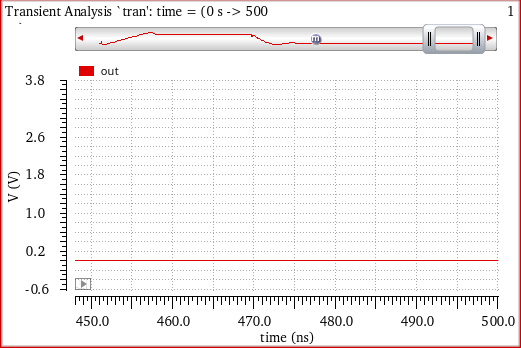 Transient Analysis `tran': time = (0 s -> 500
1
out
3.8
2.6
1.8
1.0
0.2
-0.6
V (V)
450.0 460.0 470.0 480.0 490.0 500.0
time (ns)